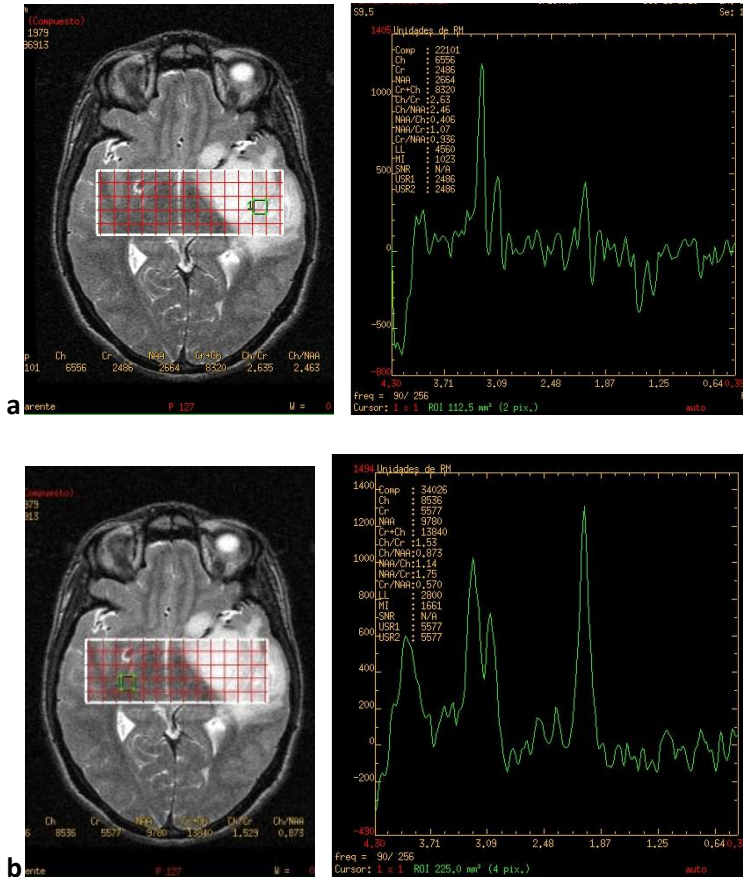 (Compuesto)
1979
36913
p Ch Cr NAA Cr+Ch Ch/Cr Ch/NAA
101 6556 2486 2664 8320 2.635 2.463
arente P 127 W = 0
a
S9.5 Se: 1
1405 Unidades de RM
Comp : 22101
Ch : 6556
Cr : 2486
NAA : 2664
Cr+Ch : 8320
Ch/Cr :2.63
Ch/NAA:2.46
NAA/Ch:0.406
NAA/Cr:1.07
Cr/NAA:0.936
LL : 4560
MI : 1023
SNR : N/A
USR1 : 2486
USR2 : 2486
1000
500
0
-500
-800
4.30 3.71 3.09 2,48 1,87 1,25 0,64 0.39
freq = 90/ 256
Cursor: 1 x 1 ROI 112.5 mm² (2 pix.) auto
1
ompuesto)
979
913
Ch Cr NAA Cr+Ch Ch/Cr Ch/NAA
6 8536 5577 9780 13840 1.529 0.873
ente P 127 W =
b
1494 Unidades de RM
Comp : 34026
Ch : 8536
Cr : 5577
NAA : 9780
Cr+Ch : 13840
Ch/Cr :1.53
Ch/NAA:0.873
NAA/Ch:1.14
NAA/Cr:1.75
Cr/NAA:0.570
LL : 2800
MI : 1661
SNR : N/A
USR1 : 5577
USR2 : 5577
1400
1200
1000
800
600
400
200
0
-200
-490
4.30 3.71 3.09 2,48 1,87 1,25 0,64
freq = 90/ 256
Cursor: 1 x 1 ROI 225.0 mm² (4 pix.) auto